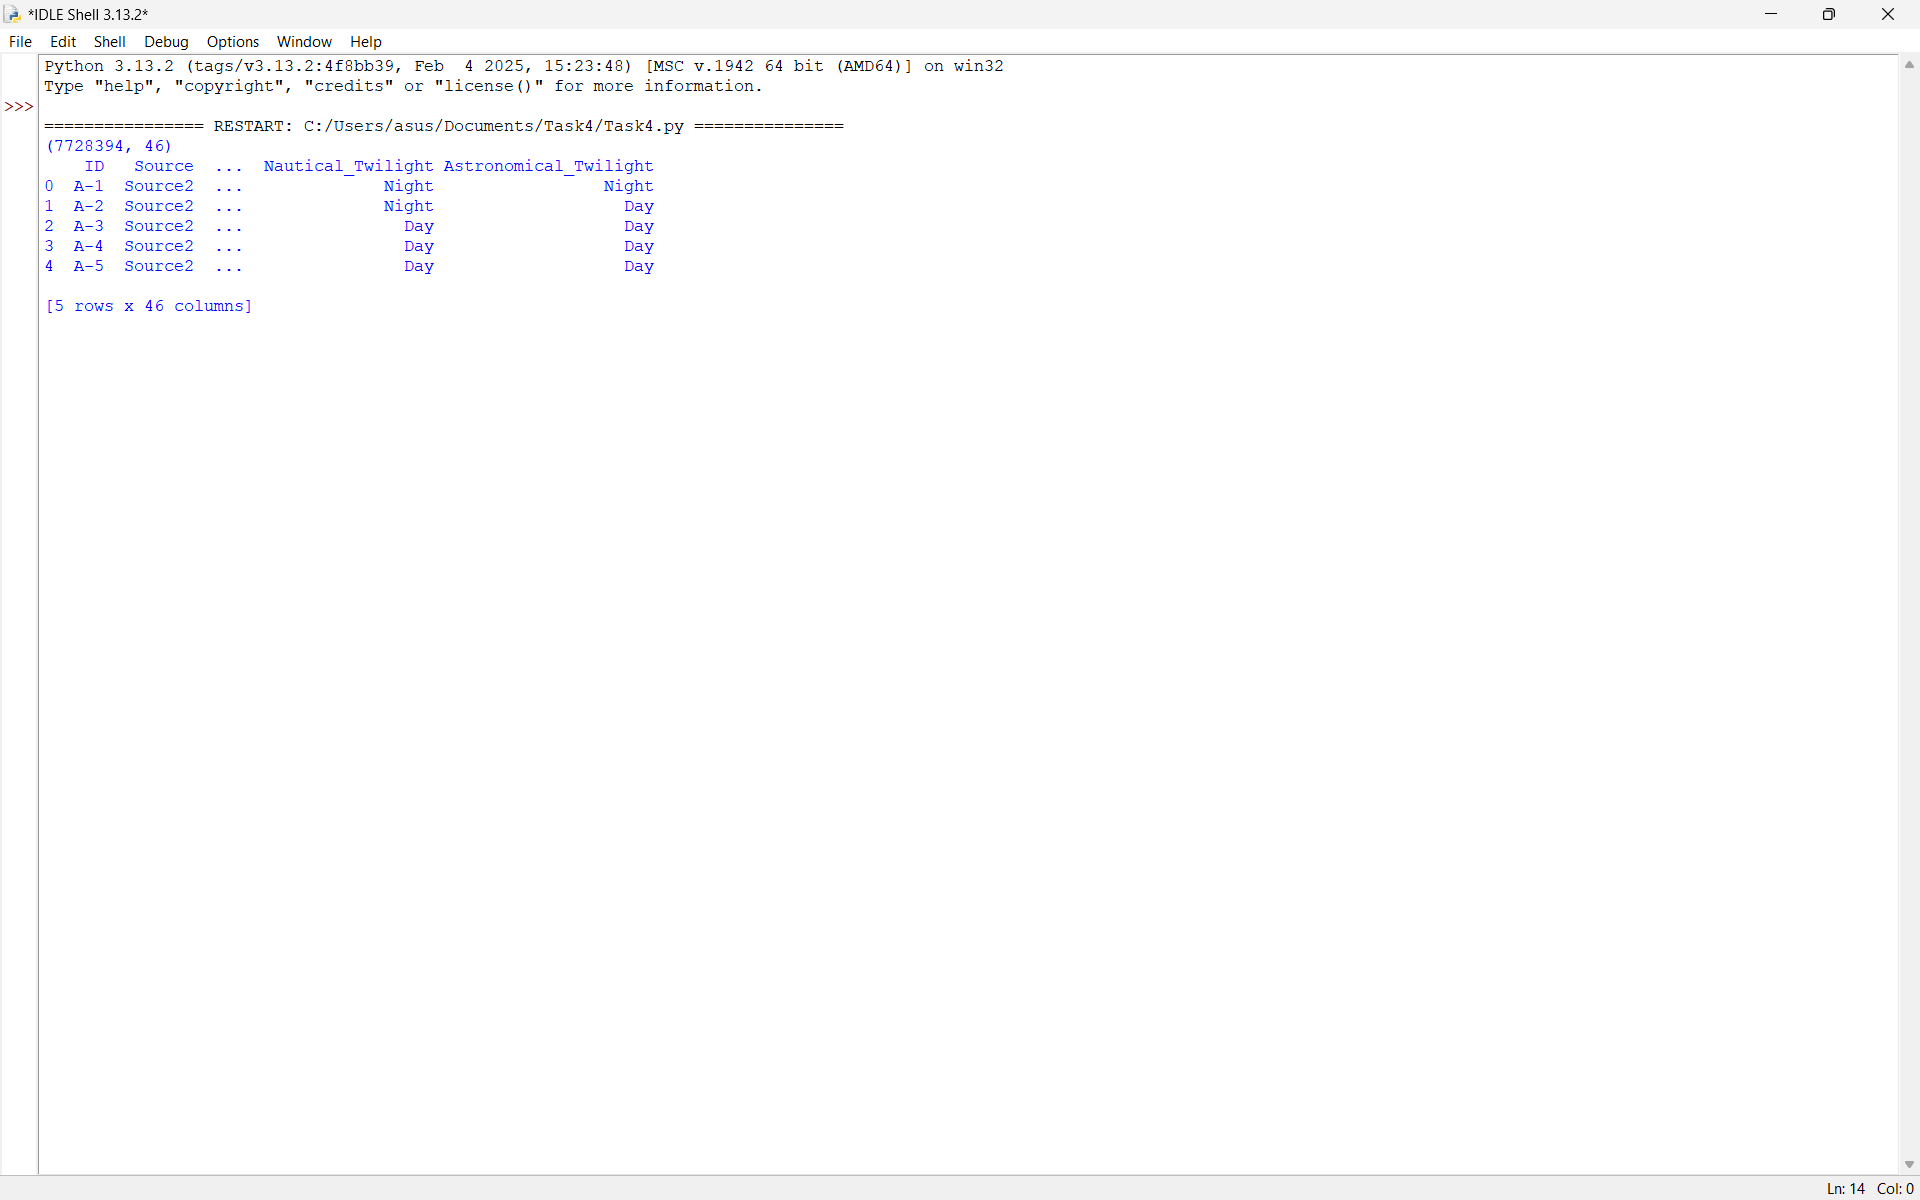 *IDLE Shell 3.13.2*
File Edit Shell Debug Options Window Help
Python 3.13.2 (tags/v3.13.2:4f8bb39, Feb  4 2025, 15:23:48) [MSC v.1942 64 bit (AMD64)] on win32
Type "help", "copyright", "credits" or "license()" for more information.
>>>
================ RESTART: C:/Users/asus/Documents/Task4/Task4.py ===============
(7728394, 46)
    ID   Source  ...  Nautical_Twilight Astronomical_Twilight
0  A-1  Source2  ...              Night                 Night
1  A-2  Source2  ...              Night                   Day
2  A-3  Source2  ...                Day                   Day
3  A-4  Source2  ...                Day                   Day
4  A-5  Source2  ...                Day                   Day
[5 rows x 46 columns]
Ln: 14 Col: 0